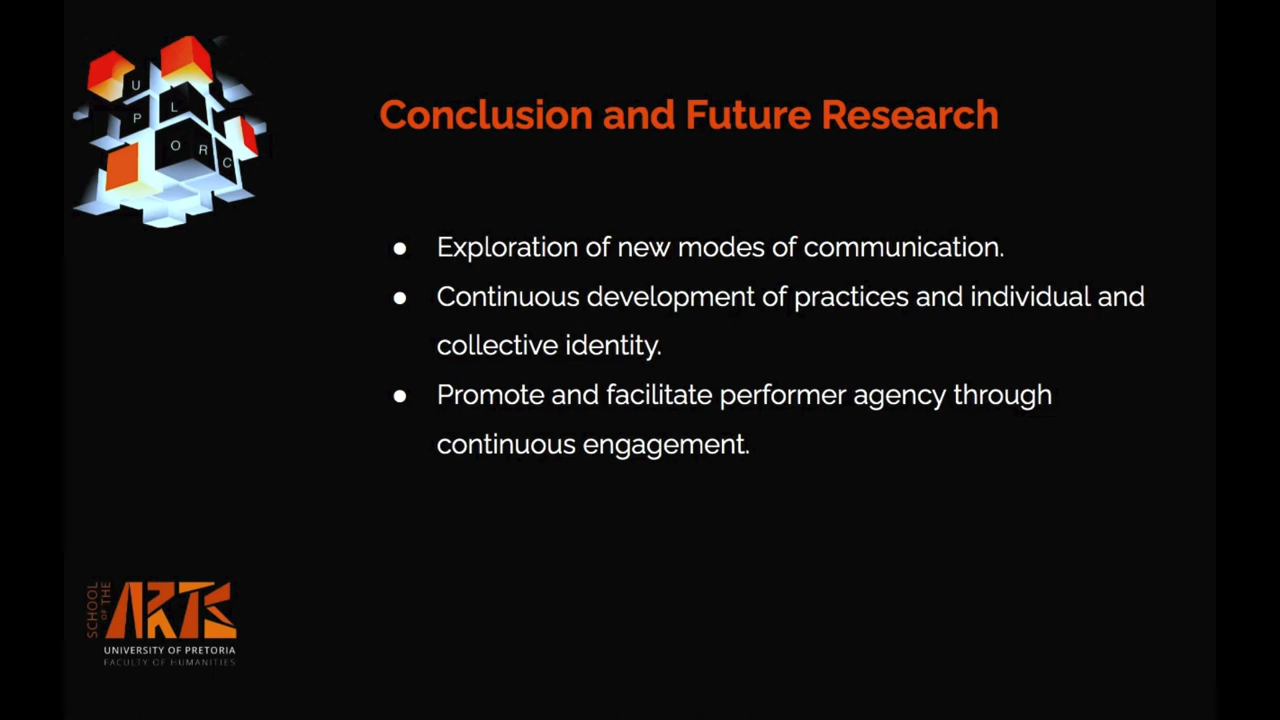 U
P L
O R C
Conclusion and Future Research
● Exploration of new modes of communication.
● Continuous development of practices and individual and
collective identity.
● Promote and facilitate performer agency through
continuous engagement.
SCHOOL
OF THE
ARTS
UNIVERSITY OF PRETORIA
FACULTY OF HUMANITIES